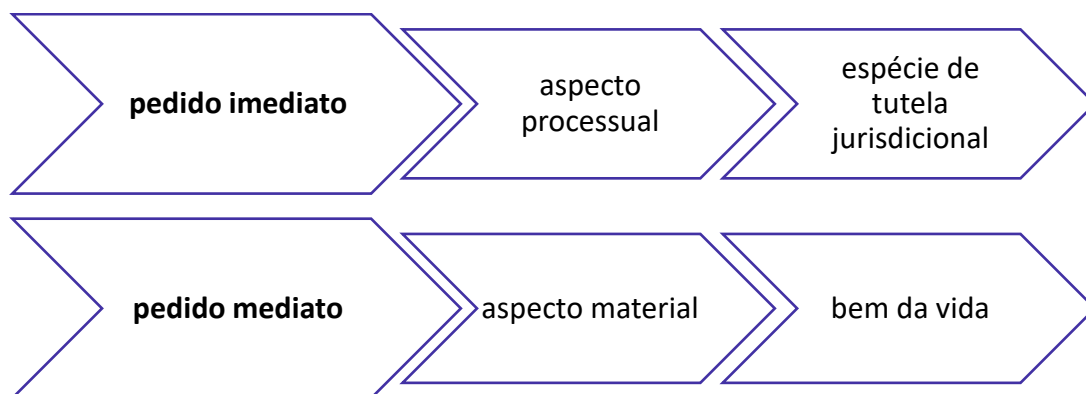 pedido imediato
aspecto
processual
espécie de
tutela
jurisdicional
pedido mediato
aspecto material
bem da vida